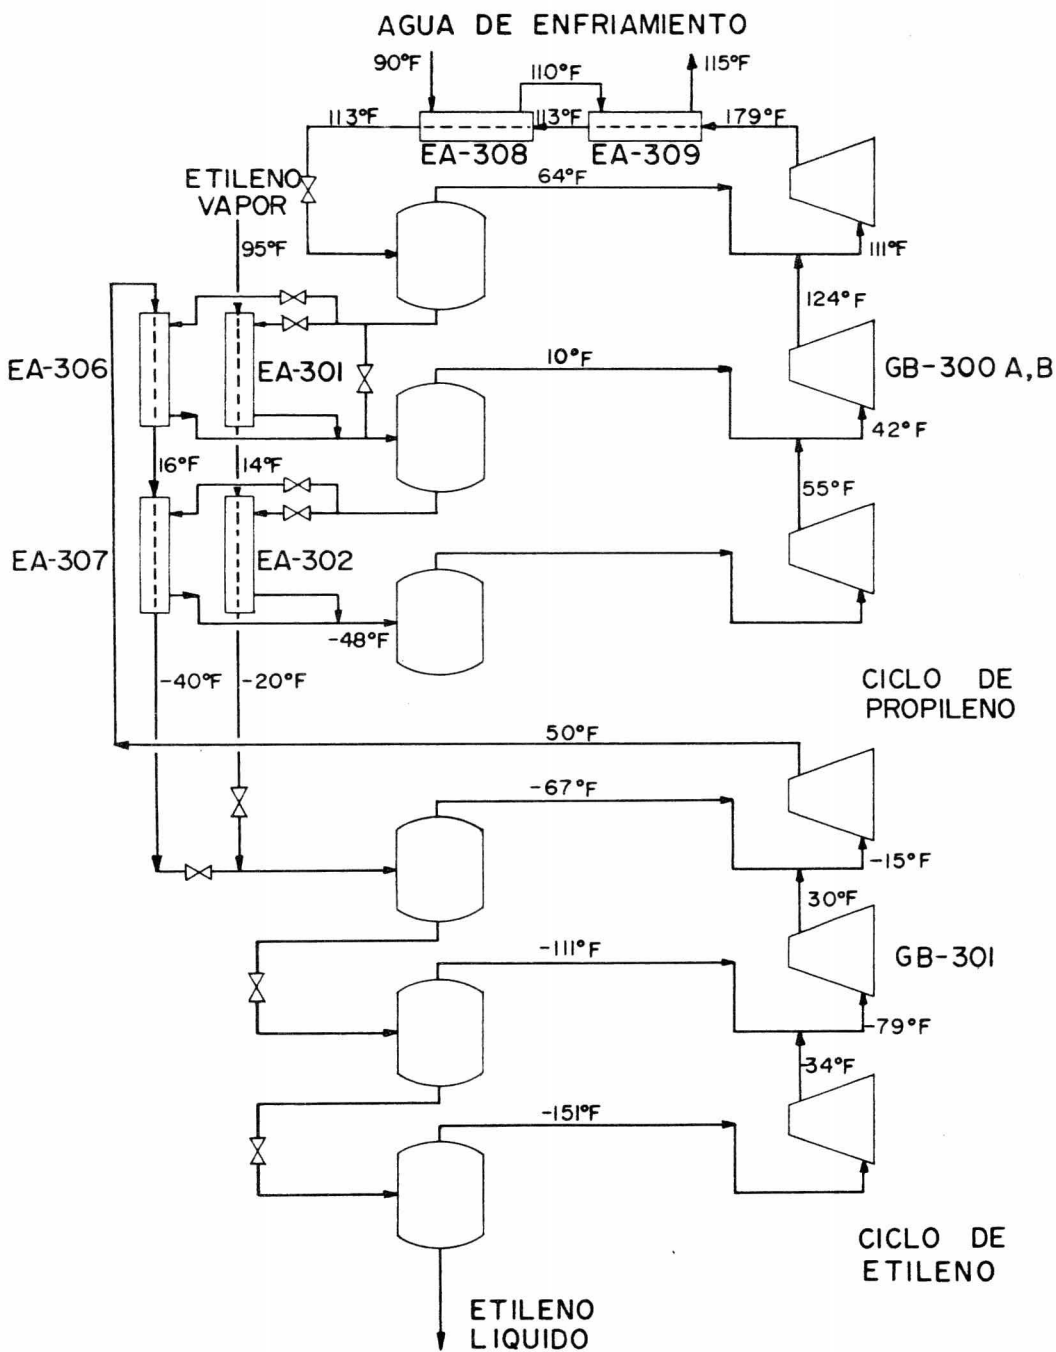 AGUA DE ENFRIAMIENTO
90°F
110°F
115°F
113°F
113°F
179°F
EA-308
EA-309
ETILENO
VAPOR
64°F
95°F
111°F
124°F
EA-306
EA-301
10°F
GB-300 A,B
42°F
16°F
14°F
55°F
EA-307
EA-302
-48°F
-40°F
-20°F
CICLO DE
PROPILENO
50°F
-67°F
-15°F
30°F
-111°F
GB-301
-79°F
-34°F
-151°F
CICLO DE
ETILENO
ETILENO
LIQUIDO